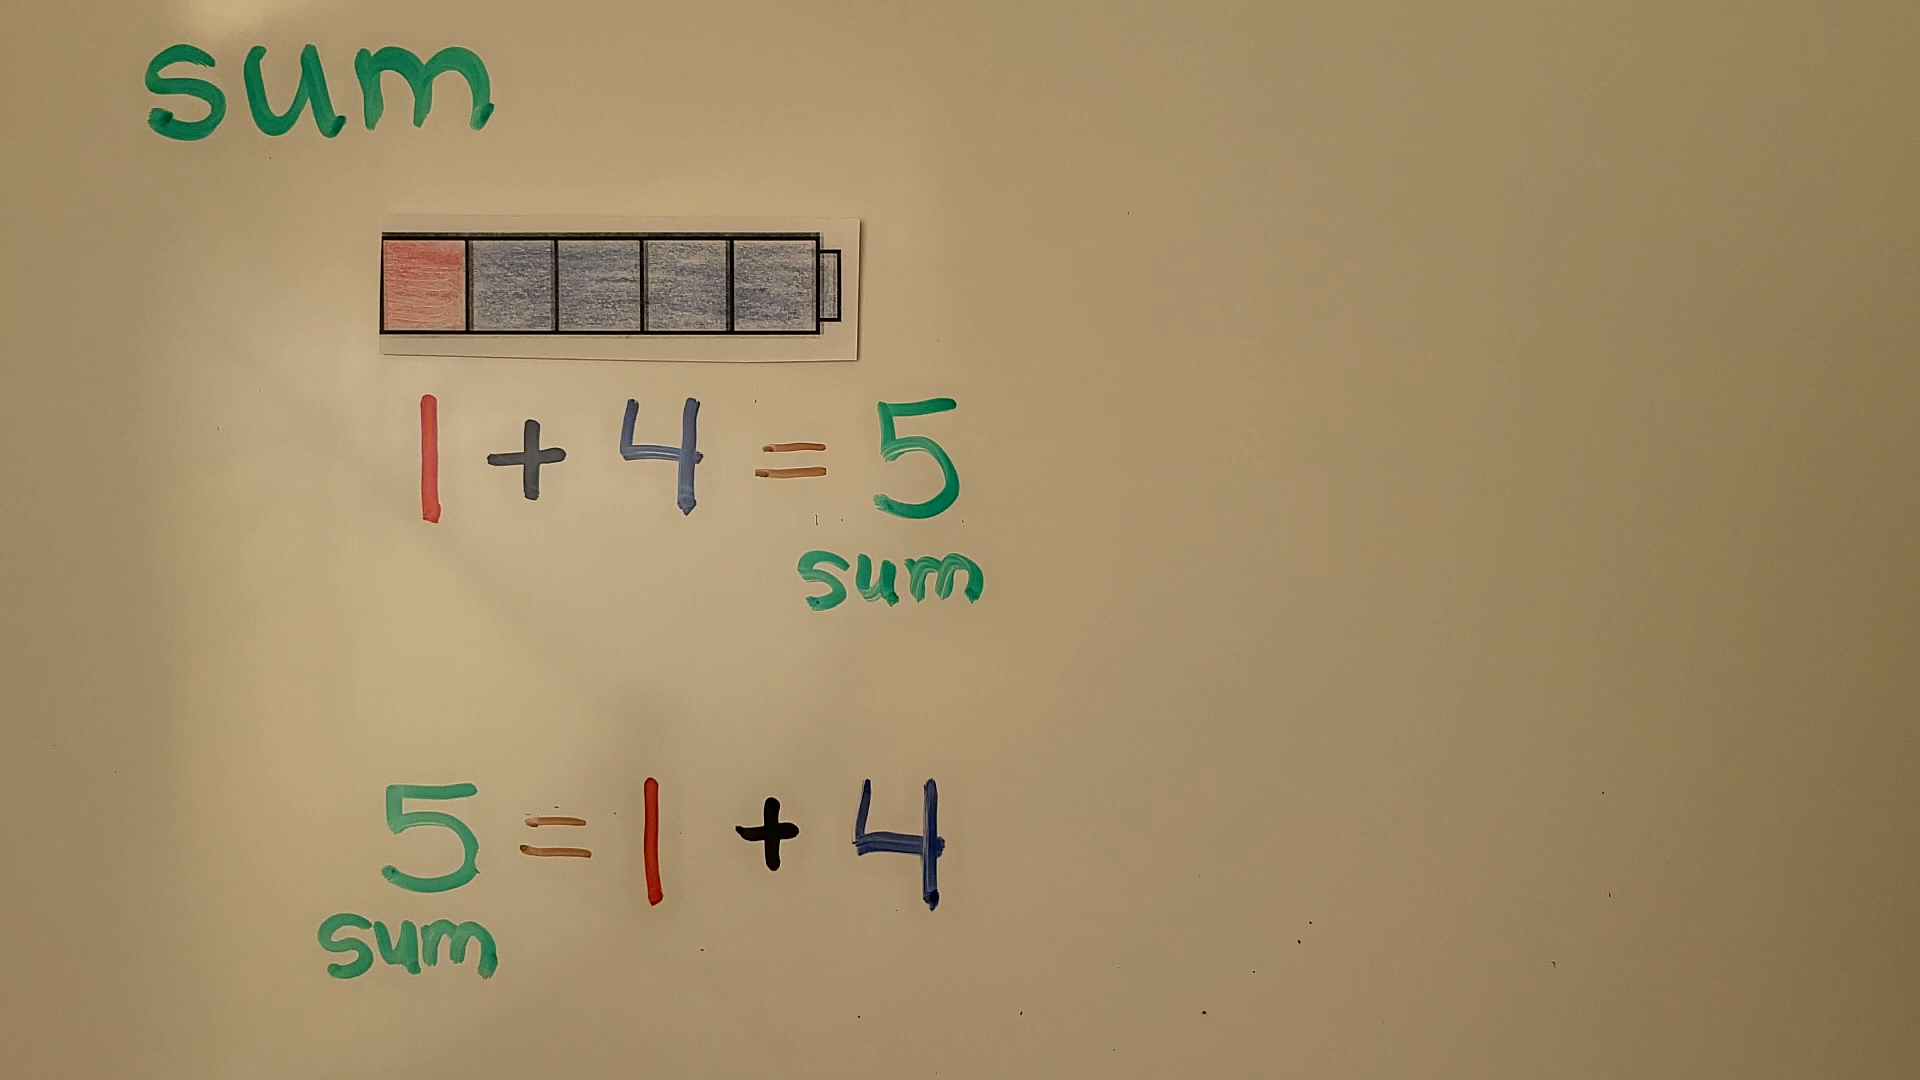 sum
1 + 4 = 5
sum
5 = 1 + 4
sum